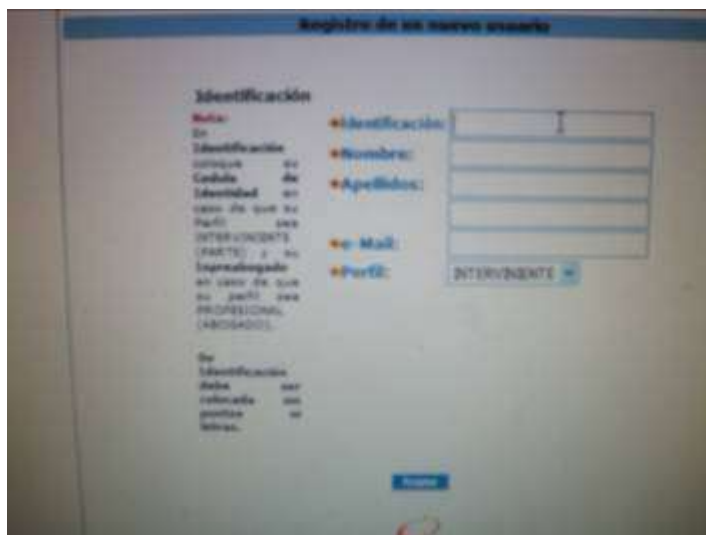 Registro de un nuevo usuario
Identificación
Nota:
En
Identificación
coloque su
Cedula de
Identidad en
caso de que su
Perfil sea
INTERVINIENTE
(PARTE) y su
Inpreabogado
en caso de que
su perfil sea
PROFESIONAL
(ABOGADO).
Identificación
debe ser
colocada sin
puntos ni
letras.
Identificación:
Nombre:
Apellidos:
e-Mail:
Perfil:
INTERVINIENTE